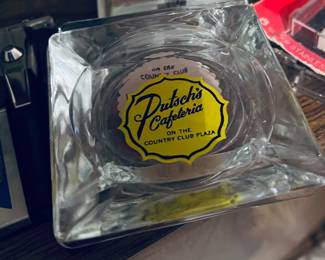 ON THE
COUNTRY CLUB
Putsch's
Cafeteria
ON THE
COUNTRY CLUB PLAZA